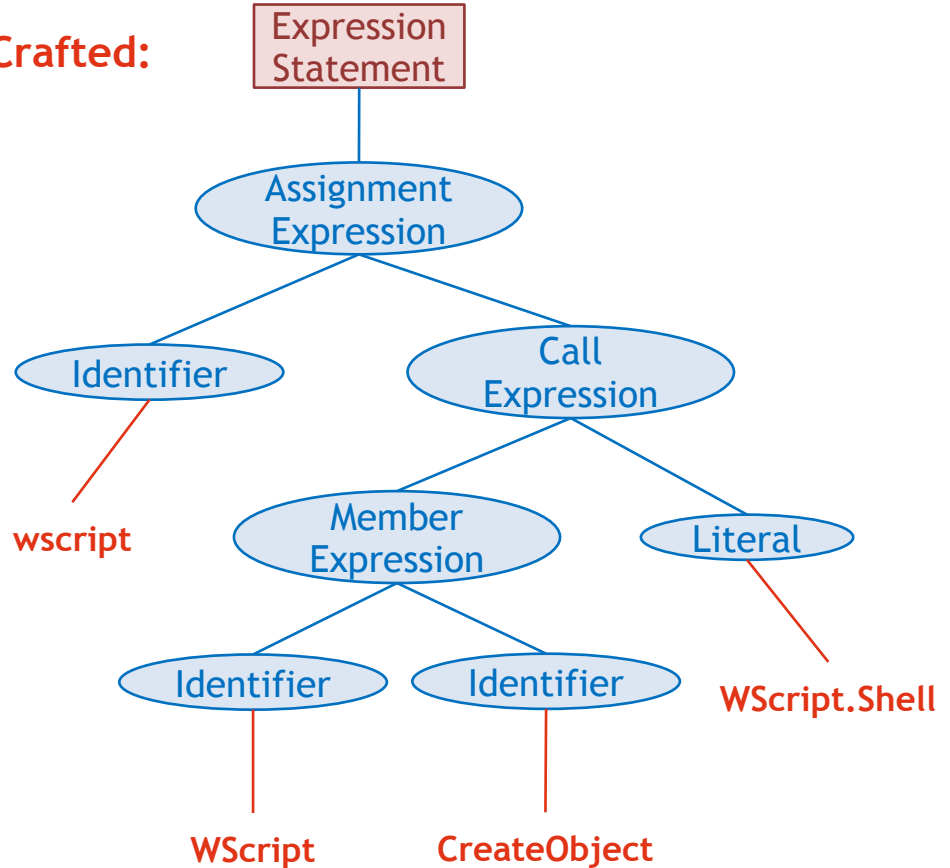 Crafted:
Expression
Statement
Assignment
Expression
Identifier
Call
Expression
wscript
Member
Expression
Literal
Identifier
Identifier
WScript.Shell
WScript
CreateObject